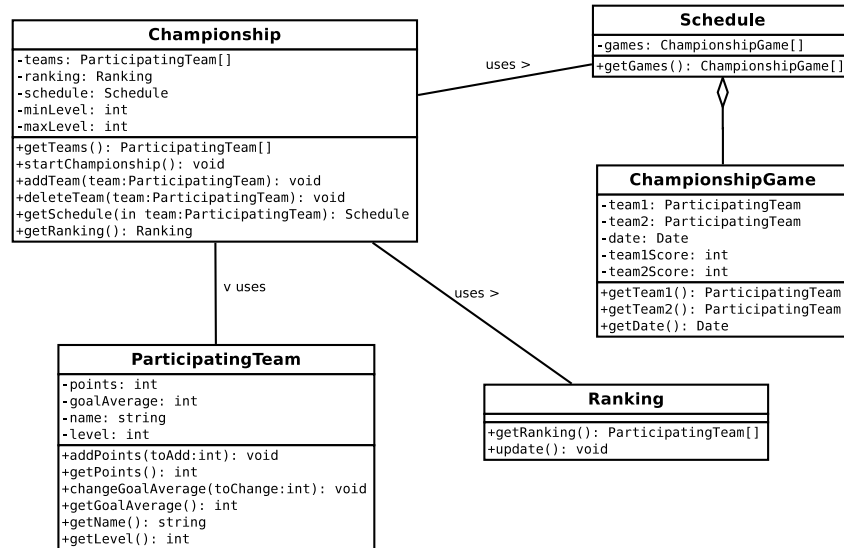 Championship
-teams: ParticipatingTeam[]
-ranking: Ranking
-schedule: Schedule
-minLevel: int
-maxLevel: int
+getTeams(): ParticipatingTeam[]
+startChampionship(): void
+addTeam(team:ParticipatingTeam): void
+deleteTeam(team:ParticipatingTeam): void
+getSchedule(in team:ParticipatingTeam): Schedule
+getRanking(): Ranking
uses >
Schedule
-games: ChampionshipGame[]
+getGames(): ChampionshipGame[]
ChampionshipGame
-team1: ParticipatingTeam
-team2: ParticipatingTeam
-date: Date
-team1Score: int
-team2Score: int
+getTeam1(): ParticipatingTeam
+getTeam2(): ParticipatingTeam
+getDate(): Date
v uses
uses >
ParticipatingTeam
-points: int
-goalAverage: int
-name: string
-level: int
+addPoints(toAdd:int): void
+getPoints(): int
+changeGoalAverage(toChange:int): void
+getGoalAverage(): int
+getName(): string
+getLevel(): int
Ranking
+getRanking(): ParticipatingTeam[]
+update(): void